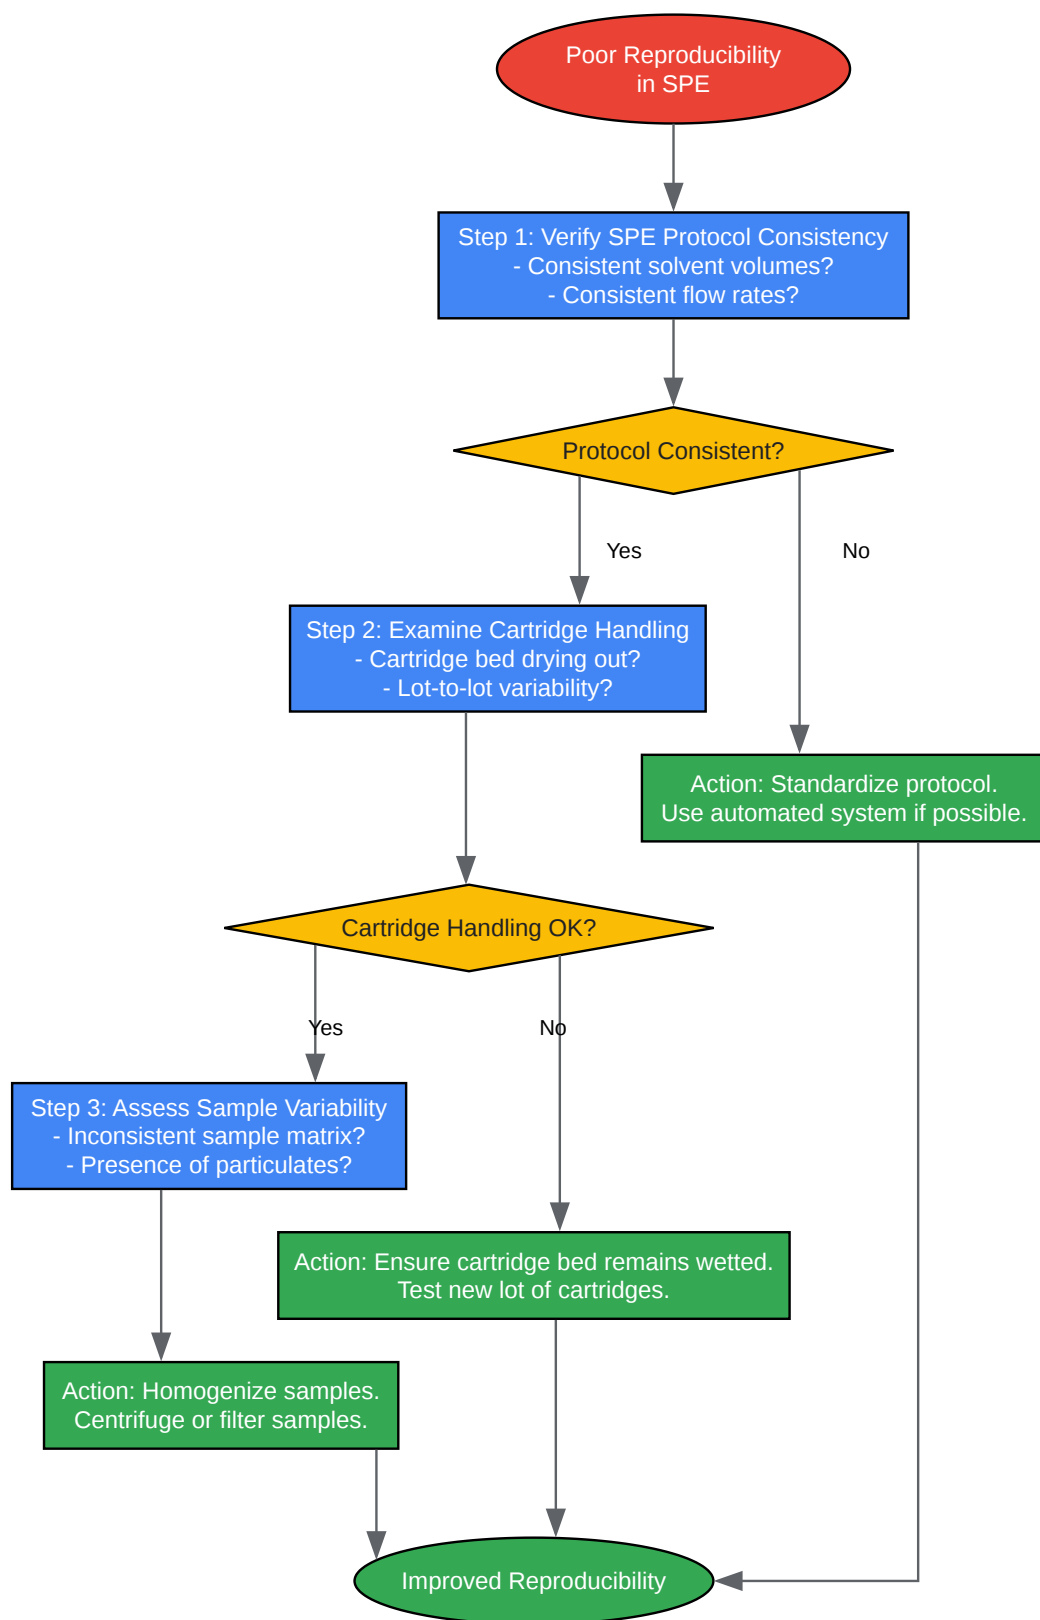 Poor Reproducibility
in SPE
Step 1: Verify SPE Protocol Consistency
- Consistent solvent volumes?
- Consistent flow rates?
Protocol Consistent?
Yes
No
Step 2: Examine Cartridge Handling
- Cartridge bed drying out?
- Lot-to-lot variability?
Action: Standardize protocol.
Use automated system if possible.
Cartridge Handling OK?
Yes
No
Step 3: Assess Sample Variability
- Inconsistent sample matrix?
- Presence of particulates?
Action: Ensure cartridge bed remains wetted.
Test new lot of cartridges.
Action: Homogenize samples.
Centrifuge or filter samples.
Improved Reproducibility